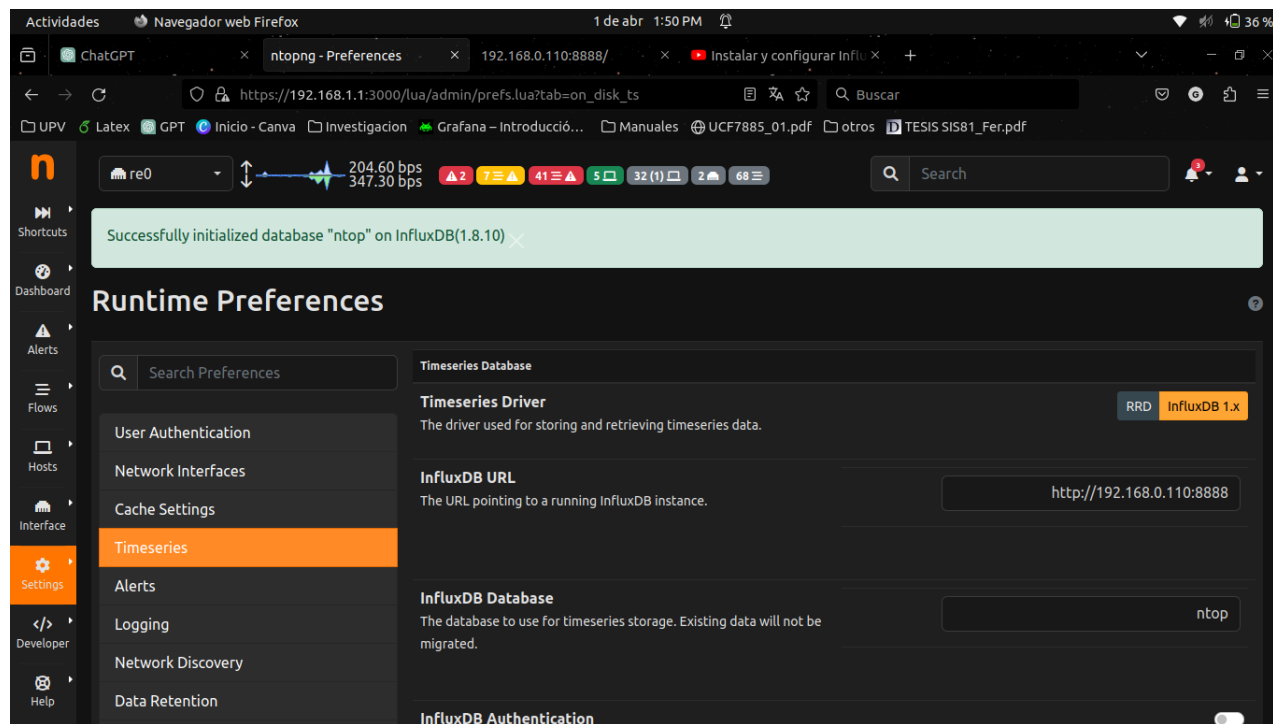 Actividades
Navegador web Firefox
1 de abr 1:50 PM
36 %
ChatGPT
ntopng - Preferences
192.168.0.110:8888/
Instalar y configurar Influ
https://192.168.1.1:3000/lua/admin/prefs.lua?tab=on_disk_ts
Buscar
UPV
Latex
GPT
Inicio - Canva
Investigacion
Grafana – Introducció…
Manuales
UCF7885_01.pdf
otros
TESIS SIS81_Fer.pdf
n
re0
204.60 bps
347.30 bps
2
7
41
5
32 (1)
2
68
Search
3
Shortcuts
Dashboard
Alerts
Flows
Hosts
Interface
Settings
Developer
Help
Successfully initialized database "ntop" on InfluxDB(1.8.10)
Runtime Preferences
Search Preferences
User Authentication
Network Interfaces
Cache Settings
Timeseries
Alerts
Logging
Network Discovery
Data Retention
Timeseries Database
Timeseries Driver
The driver used for storing and retrieving timeseries data.
RRD
InfluxDB 1.x
InfluxDB URL
The URL pointing to a running InfluxDB instance.
http://192.168.0.110:8888
InfluxDB Database
The database to use for timeseries storage. Existing data will not be
migrated.
ntop
InfluxDB Authentication